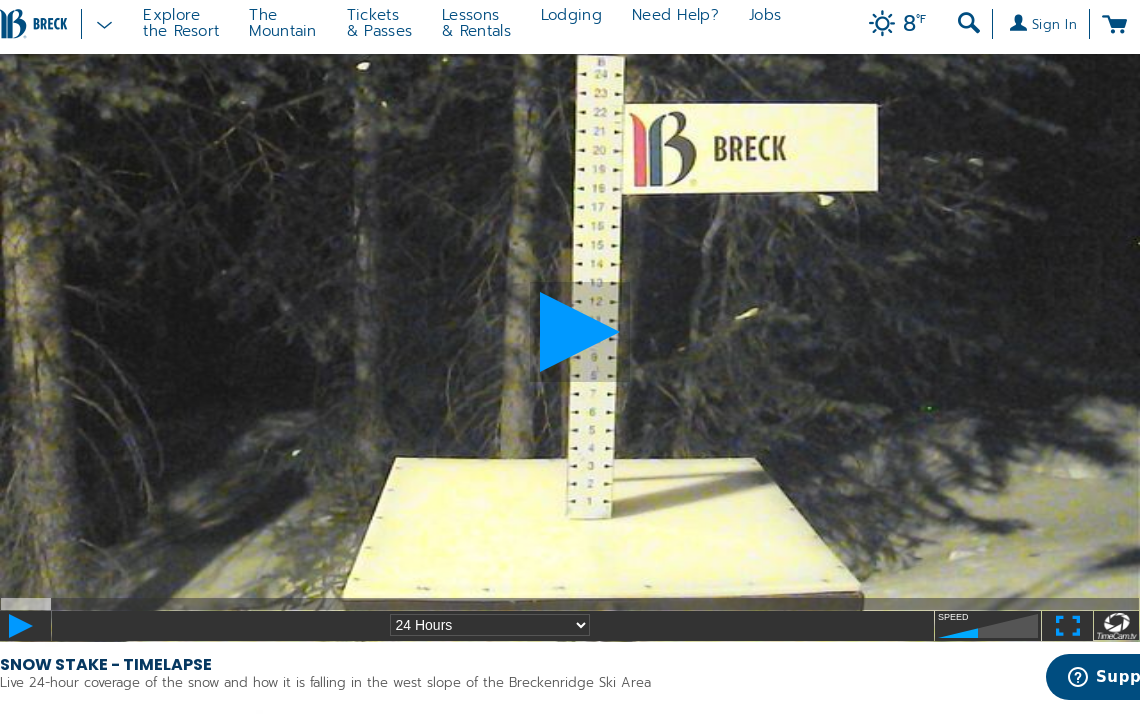 BRECK
Explore
the Resort
The
Mountain
Tickets
& Passes
Lessons
& Rentals
Lodging
Need Help?
Jobs
8°F
Sign In
24
23
22
21
20
19
18
17
16
15
14
13
12
9
8
7
6
5
4
3
2
1
B BRECK
24 Hours
SPEED
TimeCam.tv
SNOW STAKE - TIMELAPSE
Live 24-hour coverage of the snow and how it is falling in the west slope of the Breckenridge Ski Area
Supp